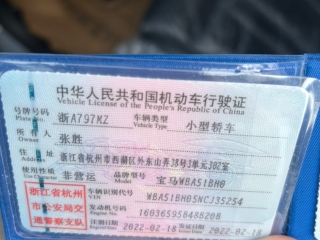 中华人民共和国机动车行驶证
Vehicle License of the People's Republic of China
号牌号码 浙A797MZ 车辆类型 小型轿车
Plate No. Vehicle Type
所有人 张胜
住址 浙江省杭州市西湖区外东山弄38号3单元302室
使用性质 非营运 品牌型号 宝马WBA51BH0
浙江省杭州 车辆识别代号 WBA51BH05NCJ35254
VIN
市公安局交 发动机号码 16036595848820B
Engine No.
通警察支队 注册日期 2022-02-18 2022-02-18